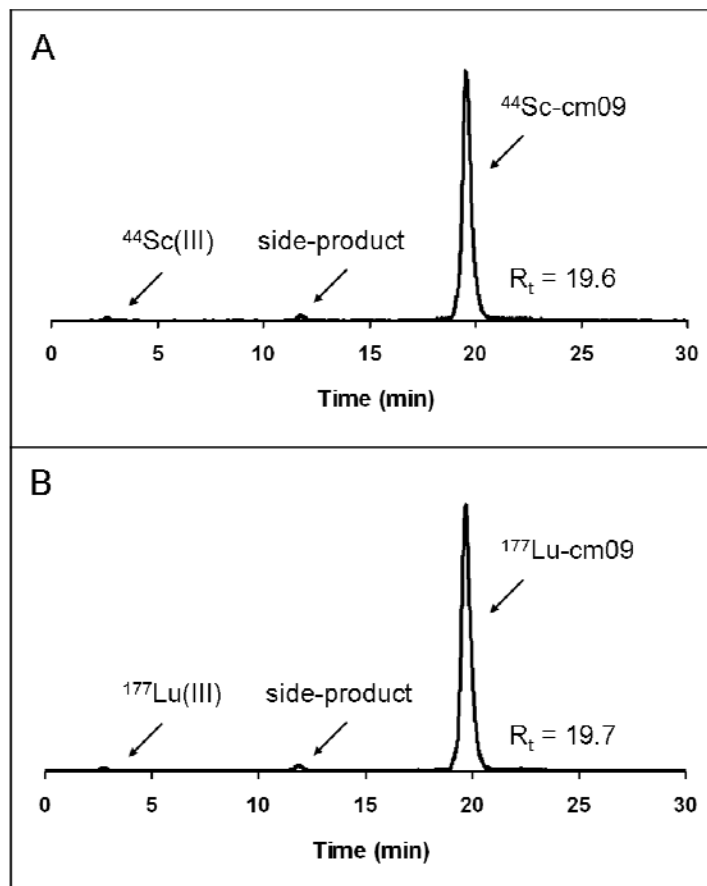 A
⁴⁴Sc-cm09
⁴⁴Sc(III) side-product
Rₜ = 19.6
0 5 10 15 20 25 30
Time (min)
B
¹⁷⁷Lu-cm09
¹⁷⁷Lu(III) side-product
Rₜ = 19.7
0 5 10 15 20 25 30
Time (min)